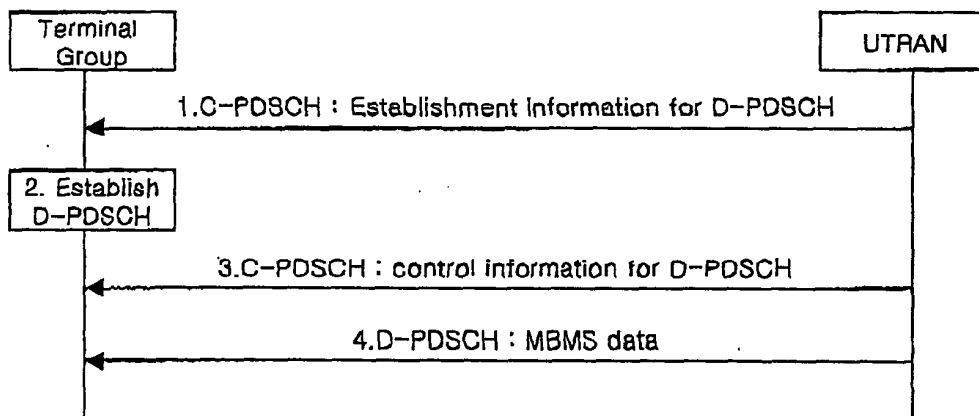 Terminal
Group
UTRAN
1.C-PDSCH : Establishment Information for D-PDSCH
2. Establish
D-PDSCH
3.C-PDSCH : control information for D-PDSCH
4.D-PDSCH : MBMS data